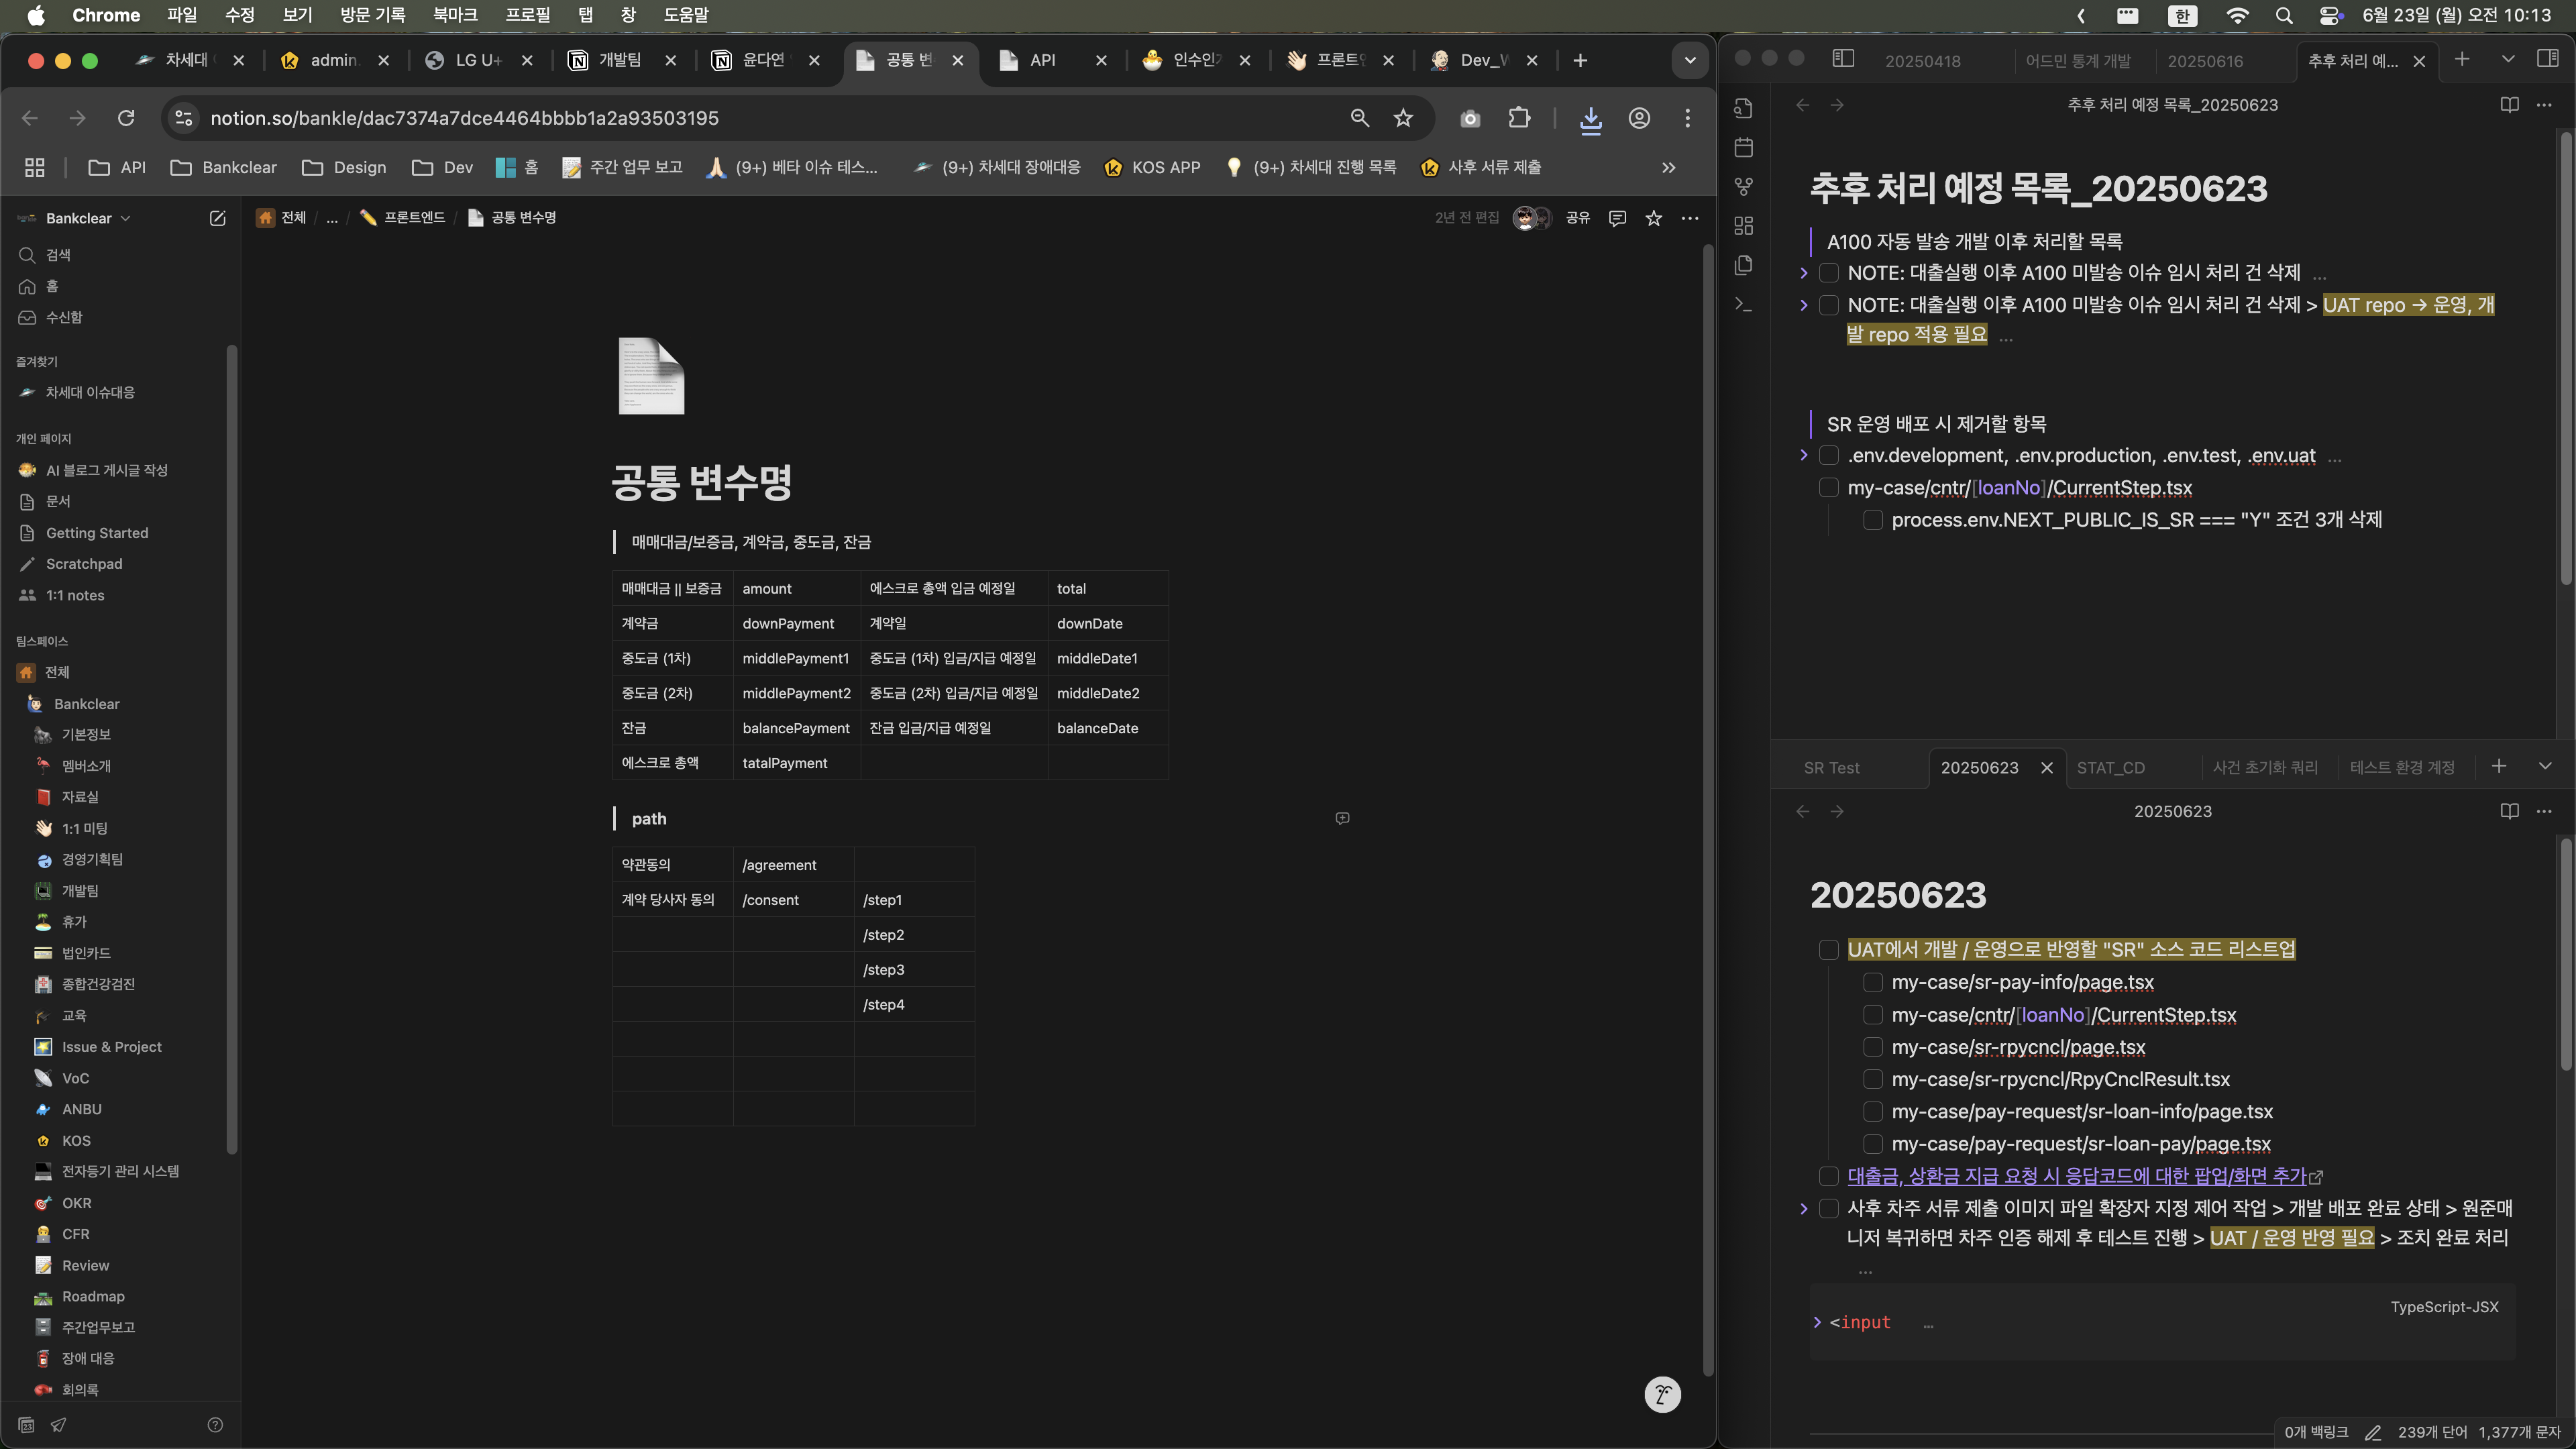 Chrome 파일 수정 보기 방문 기록 북마크 프로필 탭 창 도움말 한 6월 23일 (월) 오전 10:13
차세대 admin. LG U+ 개발팀 윤다연 공통 변 API 인수인 프론트 Dev_
notion.so/bankle/dac7374a7dce4464bbbb1a2a93503195
API Bankclear Design Dev 홈 주간 업무 보고 (9+) 베타 이슈 테스... (9+) 차세대 장애대응 KOS APP (9+) 차세대 진행 목록 사후 서류 제출
Bankclear
검색
홈
수신함
즐겨찾기
차세대 이슈대응
개인 페이지
AI 블로그 게시글 작성
문서
Getting Started
Scratchpad
1:1 notes
팀스페이스
전체
Bankclear
기본정보
멤버소개
자료실
1:1 미팅
경영기획팀
개발팀
휴가
법인카드
종합건강검진
교육
Issue & Project
VoC
ANBU
KOS
전자등기 관리 시스템
OKR
CFR
Review
Roadmap
주간업무보고
장애 대응
회의록
전체 / ... / 프론트엔드 / 공통 변수명
2년 전 편집 공유
공통 변수명
매매대금/보증금, 계약금, 중도금, 잔금
매매대금 || 보증금 amount 에스크로 총액 입금 예정일 total
계약금 downPayment 계약일 downDate
중도금 (1차) middlePayment1 중도금 (1차) 입금/지급 예정일 middleDate1
중도금 (2차) middlePayment2 중도금 (2차) 입금/지급 예정일 middleDate2
잔금 balancePayment 잔금 입금/지급 예정일 balanceDate
에스크로 총액 tatalPayment
path
약관동의 /agreement
계약 당사자 동의 /consent /step1
/step2
/step3
/step4
20250418 어드민 통계 개발 20250616 추후 처리 예...
추후 처리 예정 목록_20250623
추후 처리 예정 목록_20250623
A100 자동 발송 개발 이후 처리할 목록
NOTE: 대출실행 이후 A100 미발송 이슈 임시 처리 건 삭제 ...
NOTE: 대출실행 이후 A100 미발송 이슈 임시 처리 건 삭제 > UAT repo → 운영, 개
발 repo 적용 필요 ...
SR 운영 배포 시 제거할 항목
.env.development, .env.production, .env.test, .env.uat ...
my-case/cntr/[loanNo]/CurrentStep.tsx
process.env.NEXT_PUBLIC_IS_SR === "Y" 조건 3개 삭제
SR Test 20250623 STAT_CD 사건 초기화 쿼리 테스트 환경 계정
20250623
20250623
UAT에서 개발 / 운영으로 반영할 "SR" 소스 코드 리스트업
my-case/sr-pay-info/page.tsx
my-case/cntr/[loanNo]/CurrentStep.tsx
my-case/sr-rpycncl/page.tsx
my-case/sr-rpycncl/RpyCnclResult.tsx
my-case/pay-request/sr-loan-info/page.tsx
my-case/pay-request/sr-loan-pay/page.tsx
대출금, 상환금 지급 요청 시 응답코드에 대한 팝업/화면 추가
사후 차주 서류 제출 이미지 파일 확장자 지정 제어 작업 > 개발 배포 완료 상태 > 원준매
니저 복귀하면 차주 인증 해제 후 테스트 진행 > UAT / 운영 반영 필요 > 조치 완료 처리
...
TypeScript-JSX
<input ...
0개 백링크 239개 단어 1,377개 문자